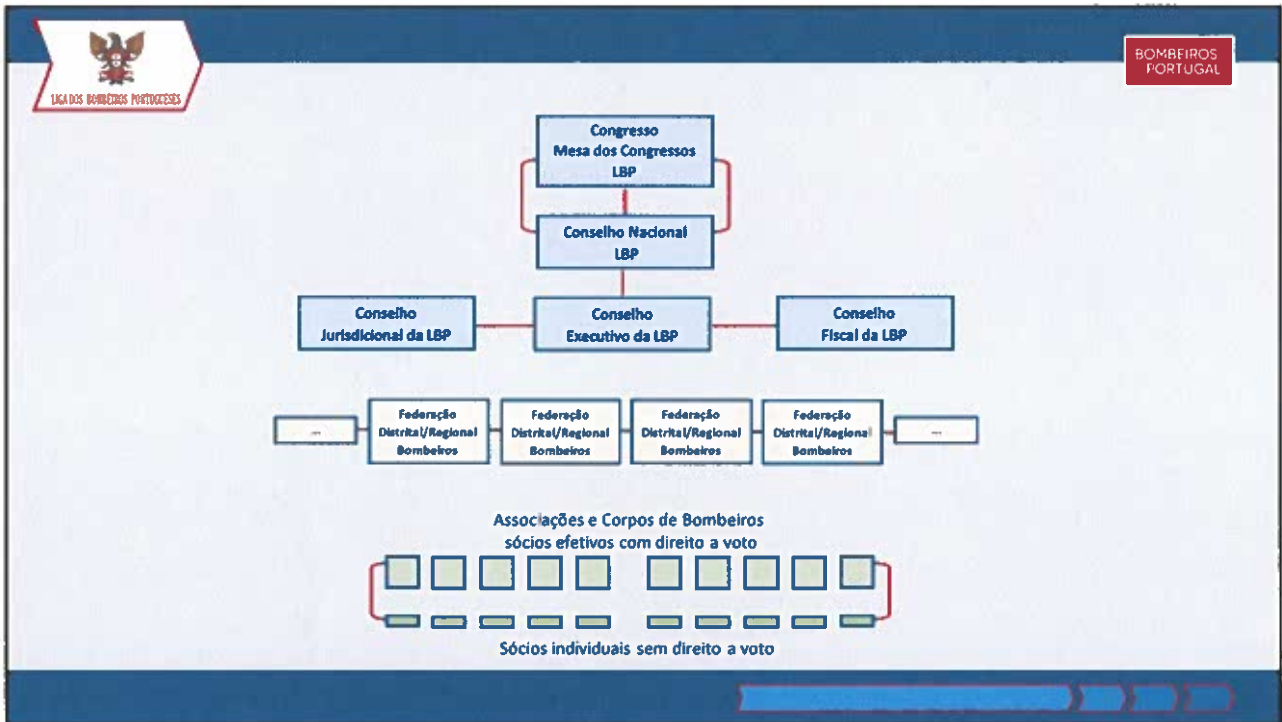 LIGA DOS BOMBEIROS PORTUGUESES
BOMBEIROS
PORTUGAL
Congresso
Mesa dos Congressos
LBP
Conselho Nacional
LBP
Conselho
Jurisdicional da LBP
Conselho
Executivo da LBP
Conselho
Fiscal da LBP
...
Federação
Distrital/Regional
Bombeiros
Federação
Distrital/Regional
Bombeiros
Federação
Distrital/Regional
Bombeiros
Federação
Distrital/Regional
Bombeiros
...
Associações e Corpos de Bombeiros
sócios efetivos com direito a voto
Sócios individuais sem direito a voto